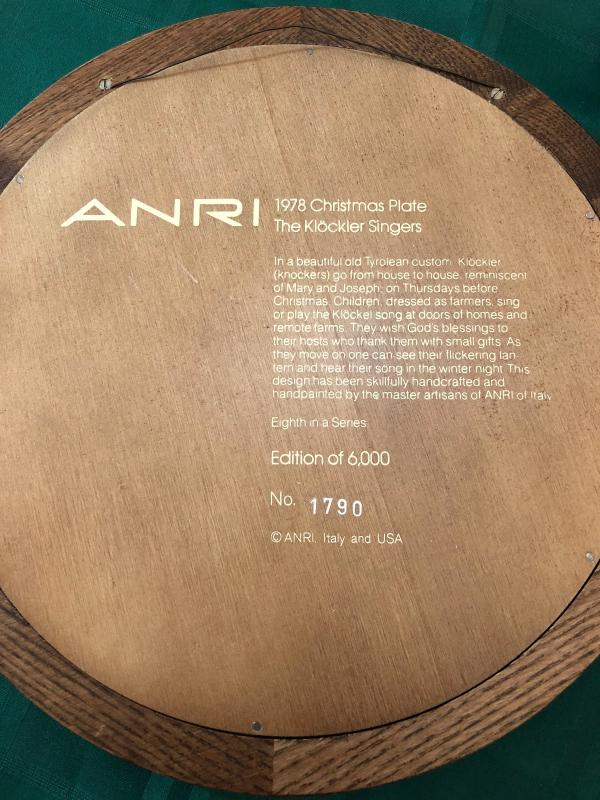 ANRI
1978 Christmas Plate
The Klöckler Singers
In a beautiful old Tyrolean custom, Klöckler
(knockers) go from house to house, reminiscent
of Mary and Joseph, on Thursdays before
Christmas. Children, dressed as farmers, sing
or play the Klöckel song at doors of homes and
remote farms. They wish God's blessings to
their hosts who thank them with small gifts. As
they move on one can see their flickering lan-
tern and hear their song in the winter night. This
design has been skillfully handcrafted and
handpainted by the master artisans of ANRI of Italy.
Eighth in a Series
Edition of 6,000
No. 1790
© ANRI, Italy and USA